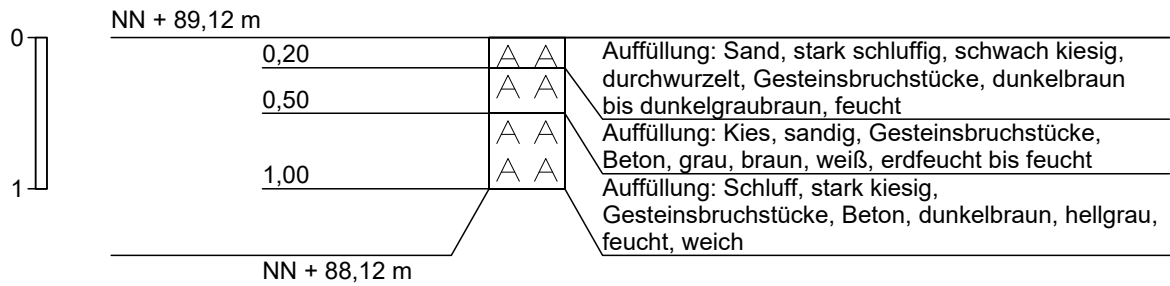 NN + 89,12 m
0
0,20
A A
Auffüllung: Sand, stark schluffig, schwach kiesig,
durchwurzelt, Gesteinsbruchstücke, dunkelbraun
bis dunkelgraubraun, feucht
0,50
A A
Auffüllung: Kies, sandig, Gesteinsbruchstücke,
Beton, grau, braun, weiß, erdfeucht bis feucht
A A
A A
1
1,00
Auffüllung: Schluff, stark kiesig,
Gesteinsbruchstücke, Beton, dunkelbraun, hellgrau,
feucht, weich
NN + 88,12 m